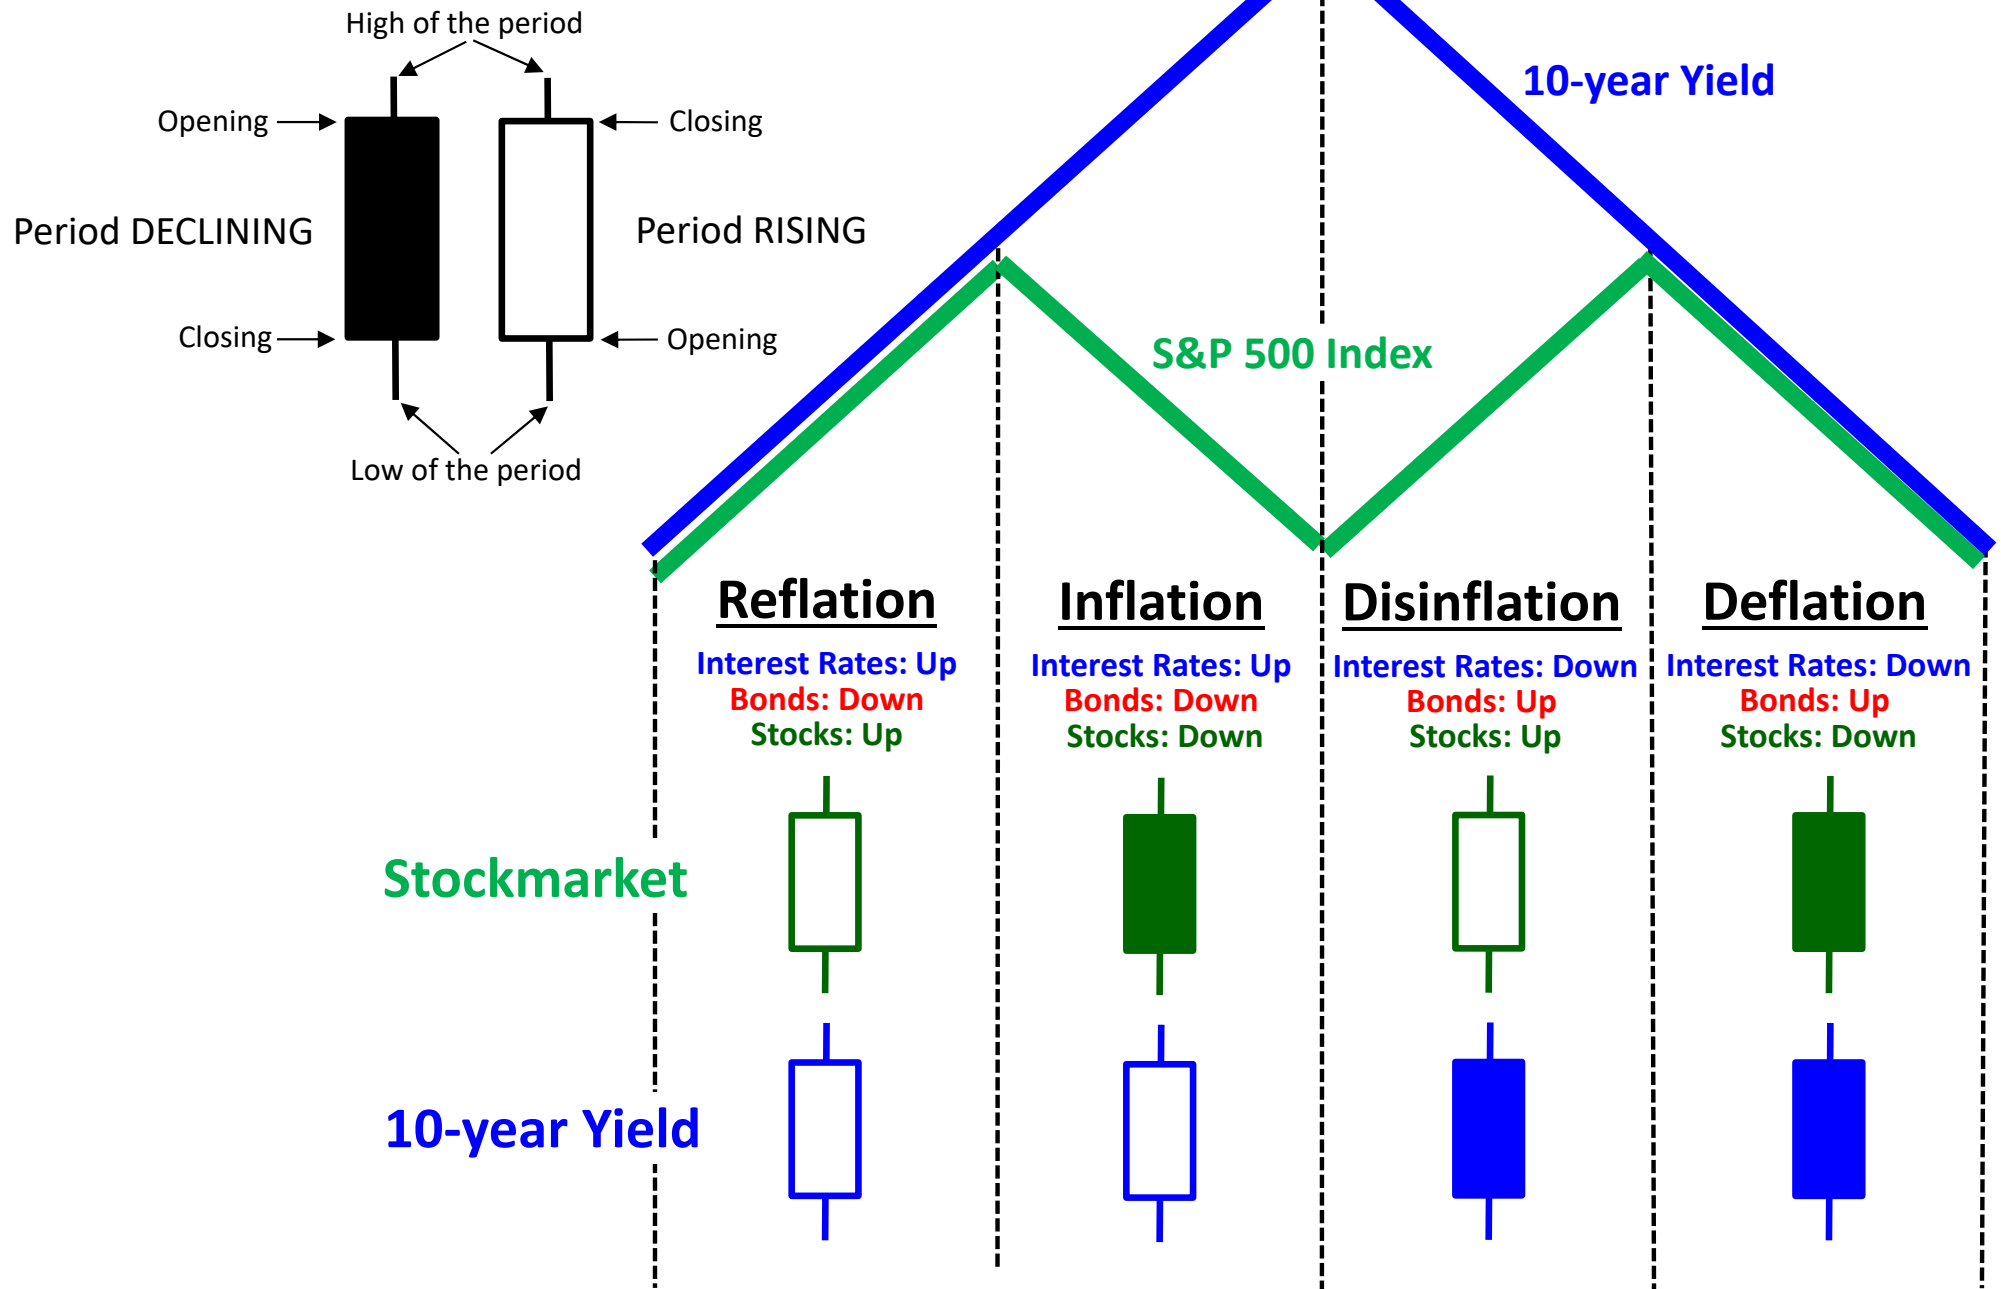 High of the period
10-year Yield
Opening
Closing
Period DECLINING
Period RISING
Closing
Opening
S&P 500 Index
Low of the period
Reflation
Interest Rates: Up
Bonds: Down
Stocks: Up
Inflation
Interest Rates: Up
Bonds: Down
Stocks: Down
Disinflation
Interest Rates: Down
Bonds: Up
Stocks: Up
Deflation
Interest Rates: Down
Bonds: Up
Stocks: Down
Stockmarket
10-year Yield